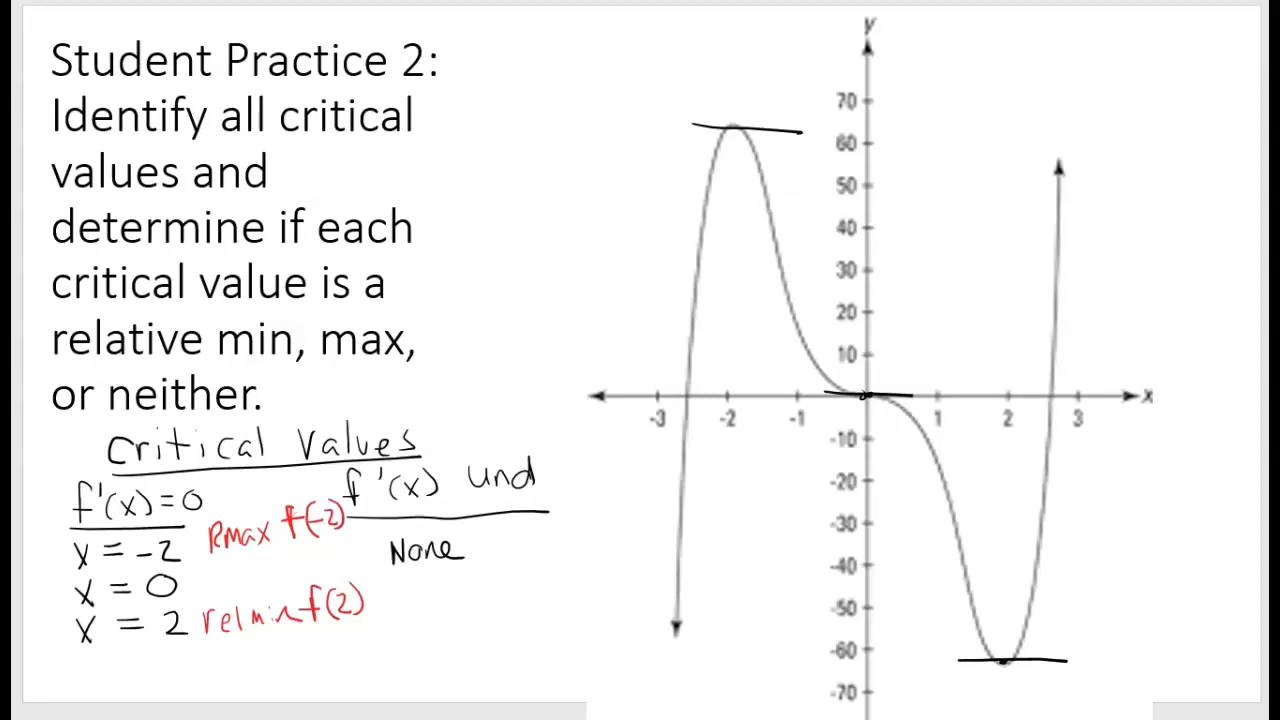 Student Practice 2:
Identify all critical
values and
determine if each
critical value is a
relative min, max,
or neither.
Critical Values
f'(x)=0
f'(x) und
x = -2 Rmax f(-2)
None
x = 0
x = 2 relmin f(2)
y
70
60
50
40
30
20
10
-3 -2 -1 1 2 3 x
-10
-20
-30
-40
-50
-60
-70